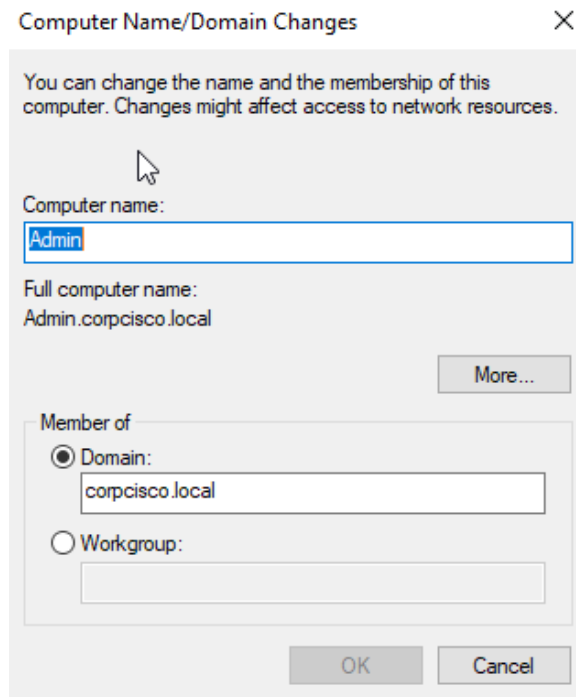 Computer Name/Domain Changes
You can change the name and the membership of this
computer. Changes might affect access to network resources.
Computer name:
Admin
Full computer name:
Admin.corpcisco.local
More...
Member of
Domain:
corpcisco.local
Workgroup:
OK
Cancel